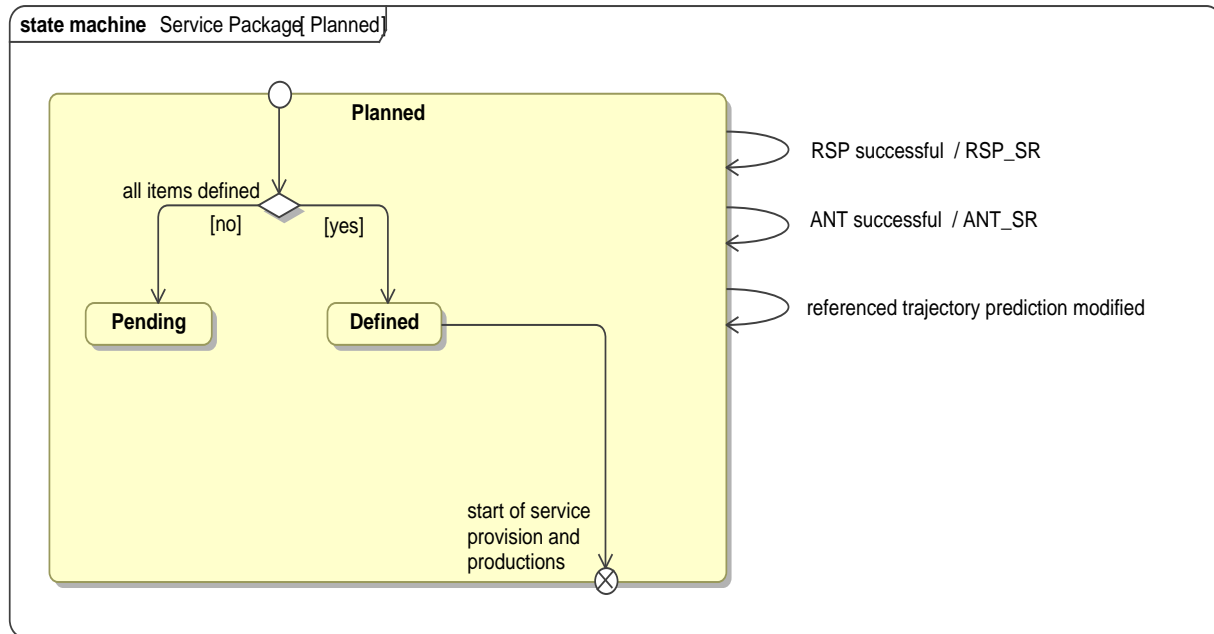 state machine Service Package[ Planned]
Planned
RSP successful / RSP_SR
all items defined
ANT successful / ANT_SR
[no]
[yes]
referenced trajectory prediction modified
Pending
Defined
start of service
provision and
productions